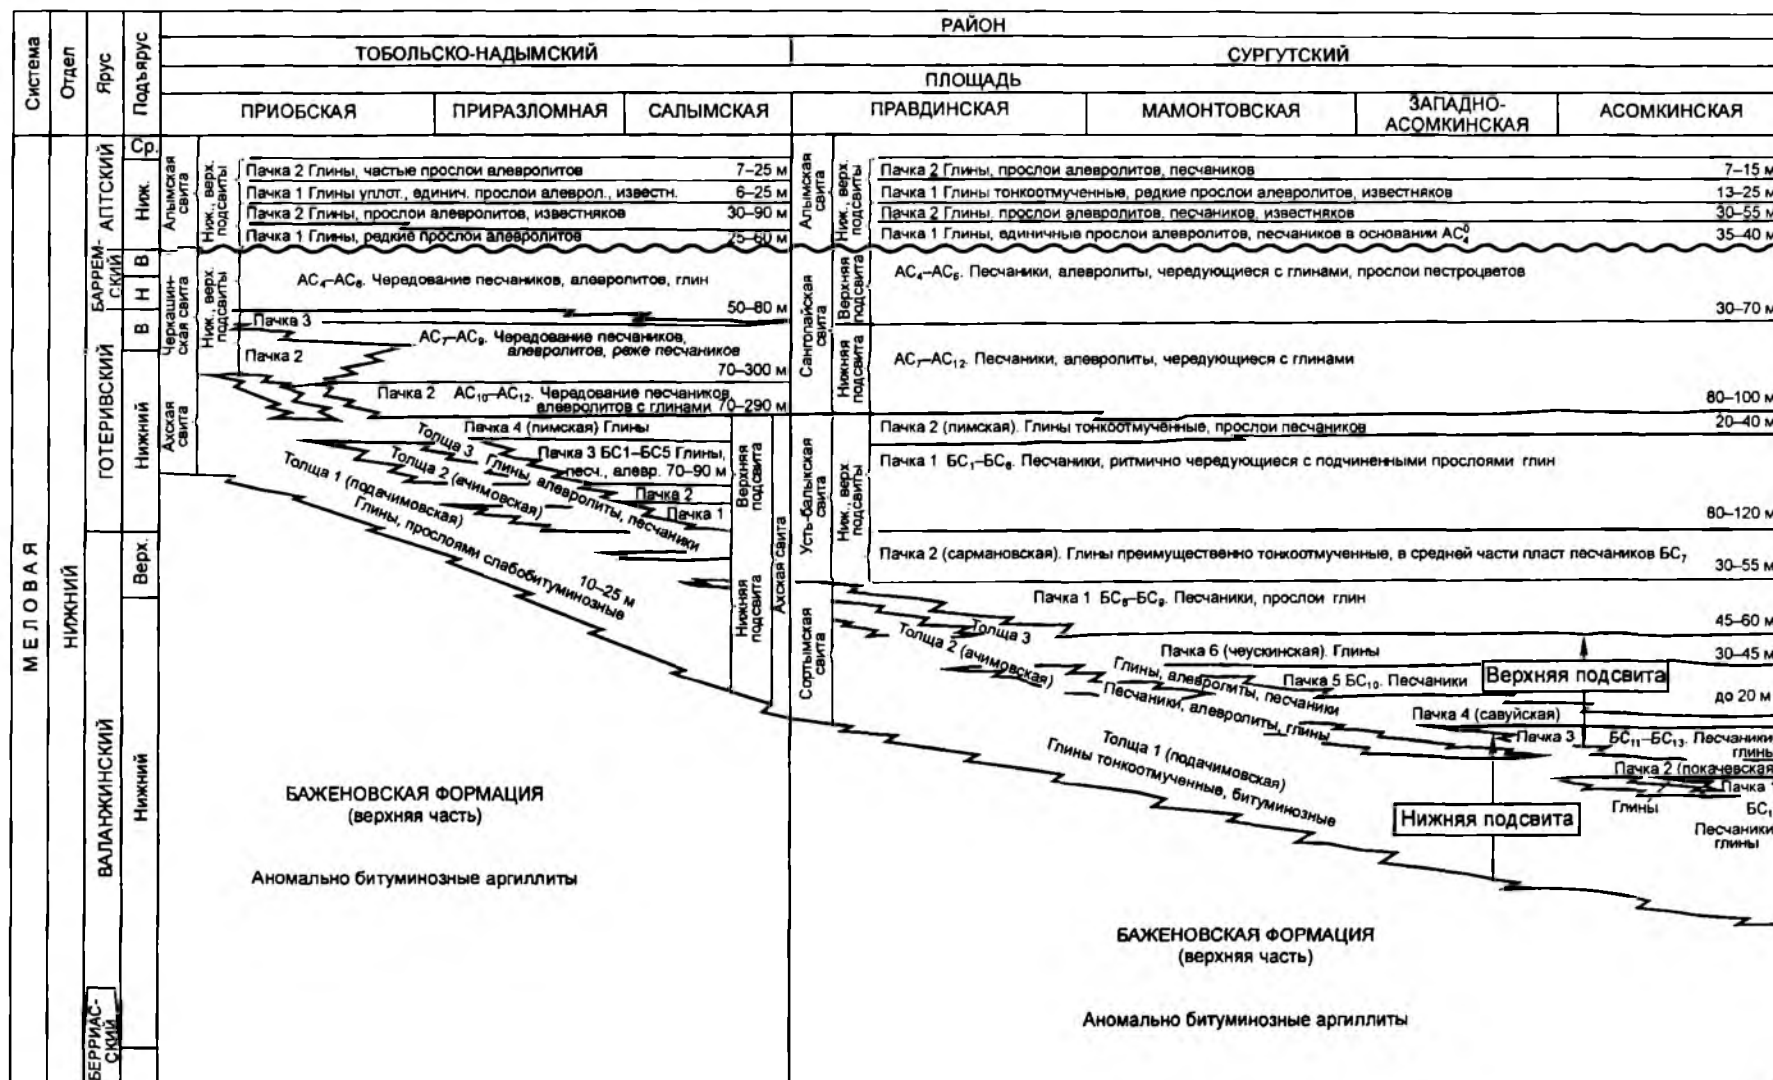 РАЙОН
Система
Отдел
Ярус
Подъярус
ТОБОЛЬСКО-НАДЫМСКИЙ
СУРГУТСКИЙ
ПЛОЩАДЬ
ПРИОБСКАЯ
ПРИРАЗЛОМНАЯ
САЛЫМСКАЯ
ПРАВДИНСКАЯ
МАМОНТОВСКАЯ
ЗАПАДНО-
АСОМКИНСКАЯ
АСОМКИНСКАЯ
МЕЛОВАЯ
НИЖНИЙ
АПТСКИЙ
БАРРЕМ-
СКИЙ
ГОТЕРИВСКИЙ
ВАЛАНЖИНСКИЙ
БЕРРИАС-
СКИЙ
Ср.
Ниж.
В
Н
В
Нижний
Верх.
Нижний
Алымская
свита
Ниж., верх.
подсвиты
Пачка 2 Глины, частые прослои алевролитов 7–25 м
Пачка 1 Глины уплот., единич. прослои алеврол., известн. 6–25 м
Пачка 2 Глины, прослои алевролитов, известняков 30–90 м
Пачка 1 Глины, редкие прослои алевролитов 25–60 м
Черкашин-
ская свита
Ниж., верх.
подсвиты
АС₄–АС₆. Чередование песчаников, алевролитов, глин
50–80 м
Пачка 3
АС₇–АС₉. Чередование песчаников,
алевролитов, реже песчаников
Пачка 2
70–300 м
Пачка 2 АС₁₀–АС₁₂. Чередование песчаников,
алевролитов с глинами 70–290 м
Ахская
свита
Пачка 4 (пимская) Глины
Толща 3
Глины, алевролиты, песчаники
Пачка 3 БС1–БС5 Глины,
песч., алевр. 70–90 м
Толща 2 (ачимовская)
Пачка 2
Пачка 1
Толща 1 (подачимовская)
Глины, прослоями слабобитуминозные
10–25 м
Верхняя
подсвита
Нижняя
подсвита
Ахская свита
БАЖЕНОВСКАЯ ФОРМАЦИЯ
(верхняя часть)
Аномально битуминозные аргиллиты
Алымская
свита
Ниж., верх.
подсвиты
Пачка 2 Глины, прослои алевролитов, песчаников 7–15 м
Пачка 1 Глины тонкоотмученные, редкие прослои алевролитов, известняков 13–25 м
Пачка 2 Глины, прослои алевролитов, песчаников, известняков 30–55 м
Пачка 1 Глины, единичные прослои алевролитов, песчаников в основании АС₄⁰ 35–40 м
Сангопайская
свита
Верхняя
подсвита
АС₄–АС₆. Песчаники, алевролиты, чередующиеся с глинами, прослои пестроцветов
30–70 м
Нижняя
подсвита
АС₇–АС₁₂. Песчаники, алевролиты, чередующиеся с глинами
80–100 м
Усть-балыкская
свита
Ниж., верх.
подсвиты
Пачка 2 (пимская). Глины тонкоотмученные, прослои песчаников 20–40 м
Пачка 1 БС₁–БС₆. Песчаники, ритмично чередующиеся с подчиненными прослоями глин
80–120 м
Пачка 2 (сармановская). Глины преимущественно тонкоотмученные, в средней части пласт песчаников БС₇
30–55 м
Сортымская
свита
Пачка 1 БС₈–БС₉. Песчаники, прослои глин
45–60 м
Толща 3
Глины, алевролиты, песчаники
Пачка 6 (чеускинская). Глины 30–45 м
Толща 2 (ачимовская)
Песчаники, алевролиты, глины
Пачка 5 БС₁₀. Песчаники
Верхняя подсвита
до 20 м
Пачка 4 (савуйская)
Пачка 3 БС₁₁–БС₁₃. Песчаники
глины
Толща 1 (подачимовская)
Глины тонкоотмученные, битуминозные
Пачка 2 (покачевская
Пачка
Глины
БС₁
Песчаники
глины
Нижняя подсвита
БАЖЕНОВСКАЯ ФОРМАЦИЯ
(верхняя часть)
Аномально битуминозные аргиллиты